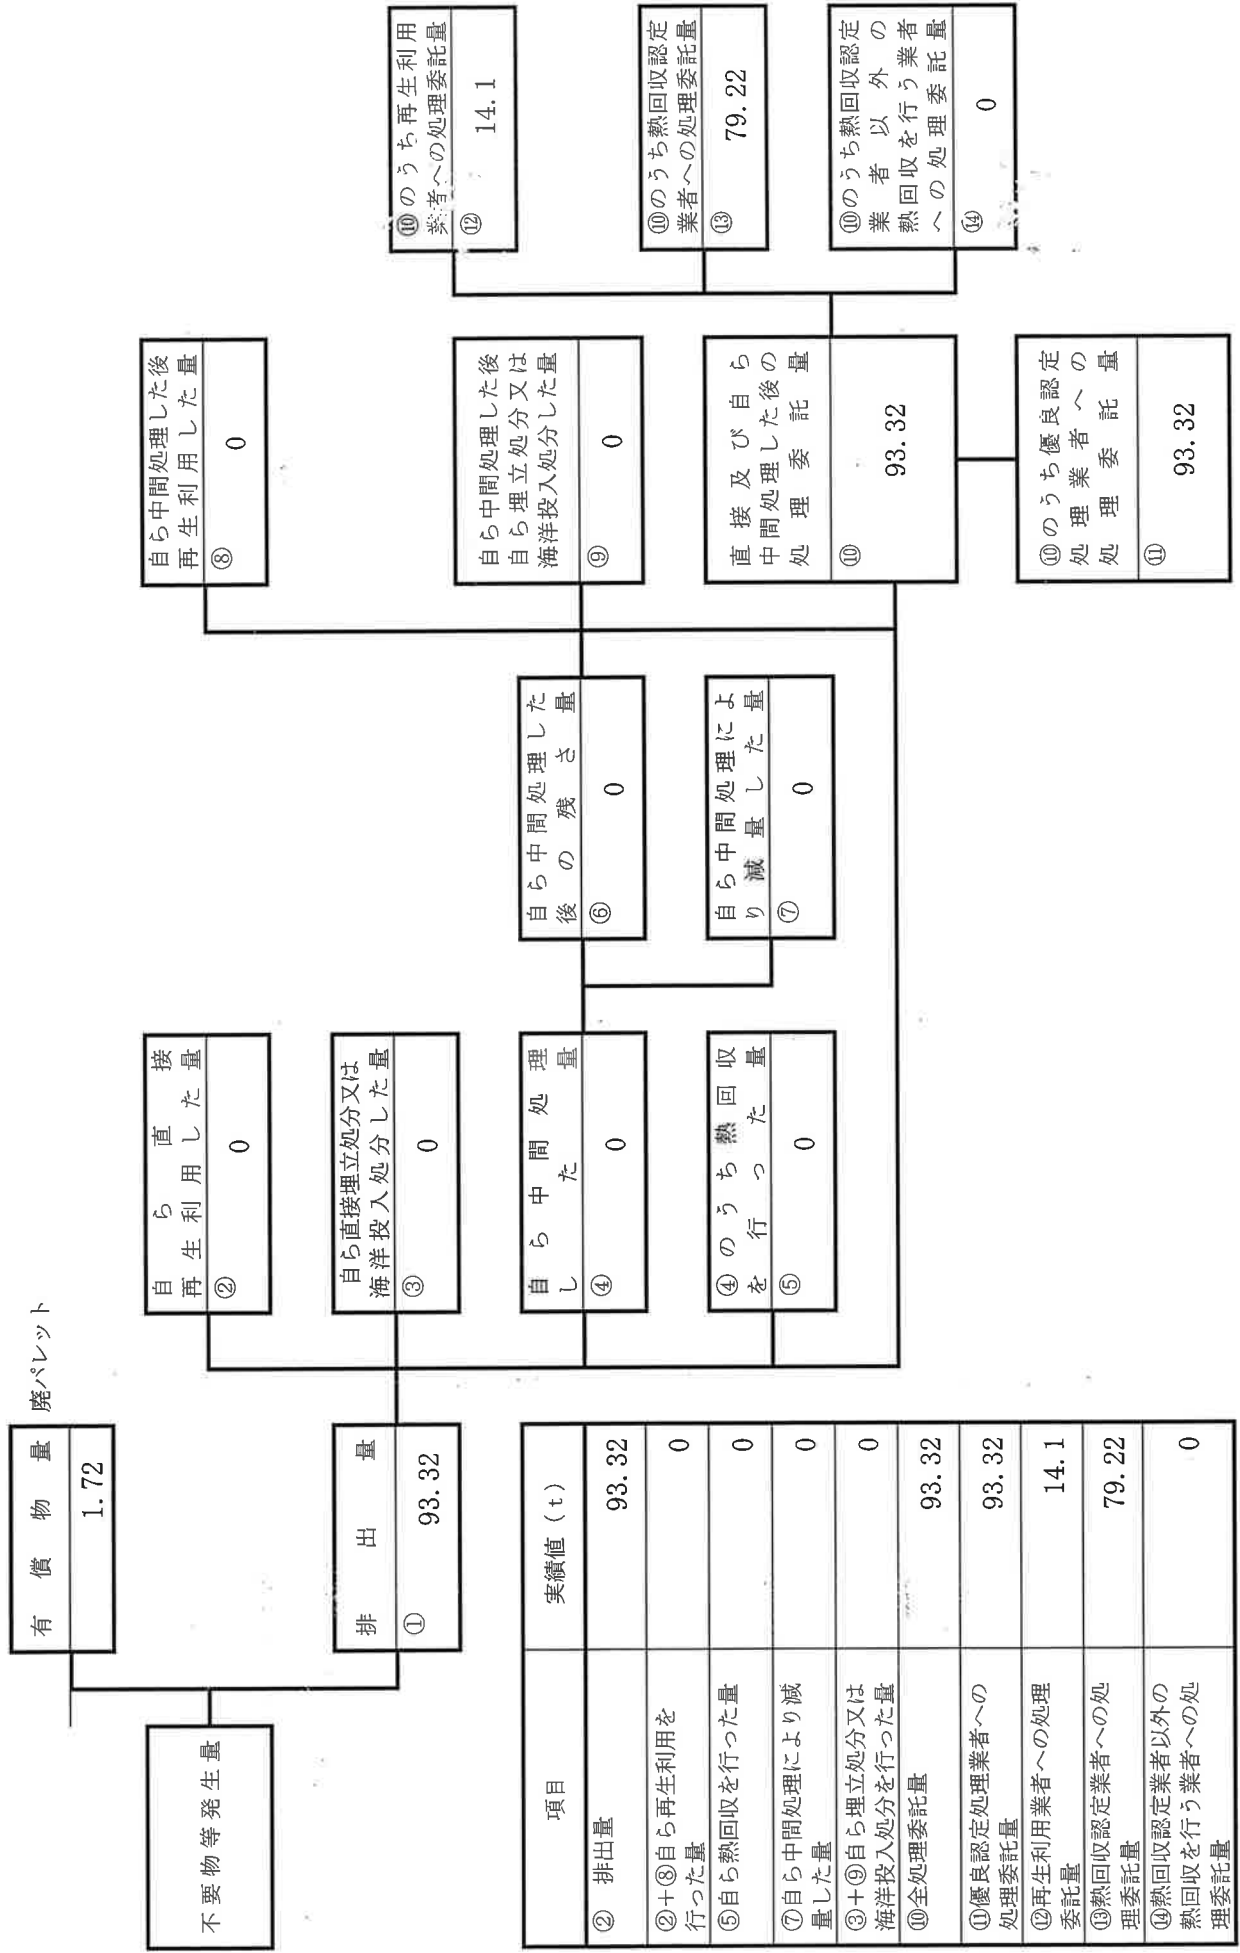 有償物量 廃パレット
1.72
不要物等発生量
排出量
① 93.32
自ら直接
再生利用した量
② 0
自ら直接埋立処分又は
海洋投入処分した量
③ 0
自ら中間処理
した量
④ 0
④のうち熱回収
を行った量
⑤ 0
自ら中間処理した
後の残さ量
⑥ 0
自ら中間処理によ
り減量した量
⑦ 0
自ら中間処理した後
再生利用した量
⑧ 0
自ら中間処理した後
自ら埋立処分又は
海洋投入処分した量
⑨ 0
直接及び自ら
中間処理した後の
処理委託量
⑩ 93.32
⑩のうち優良認定
処理業者への
処理委託量
⑪ 93.32
⑩のうち再生利用
業者への処理委託量
⑫ 14.1
⑩のうち熱回収認定
業者への処理委託量
⑬ 79.22
⑩のうち熱回収認定
業者以外の
熱回収を行う業者
への処理委託量
⑭ 0
項目 実績値(t)
② 排出量 93.32
②+⑧自ら再生利用を
行った量 0
⑤自ら熱回収を行った量 0
⑦自ら中間処理により減
量した量 0
③+⑨自ら埋立処分又は
海洋投入処分を行った量 0
⑩全処理委託量 93.32
⑪優良認定処理業者への
処理委託量 93.32
⑫再生利用業者への処理
委託量 14.1
⑬熱回収認定業者への処
理委託量 79.22
⑭熱回収認定業者以外の
熱回収を行う業者への処
理委託量 0